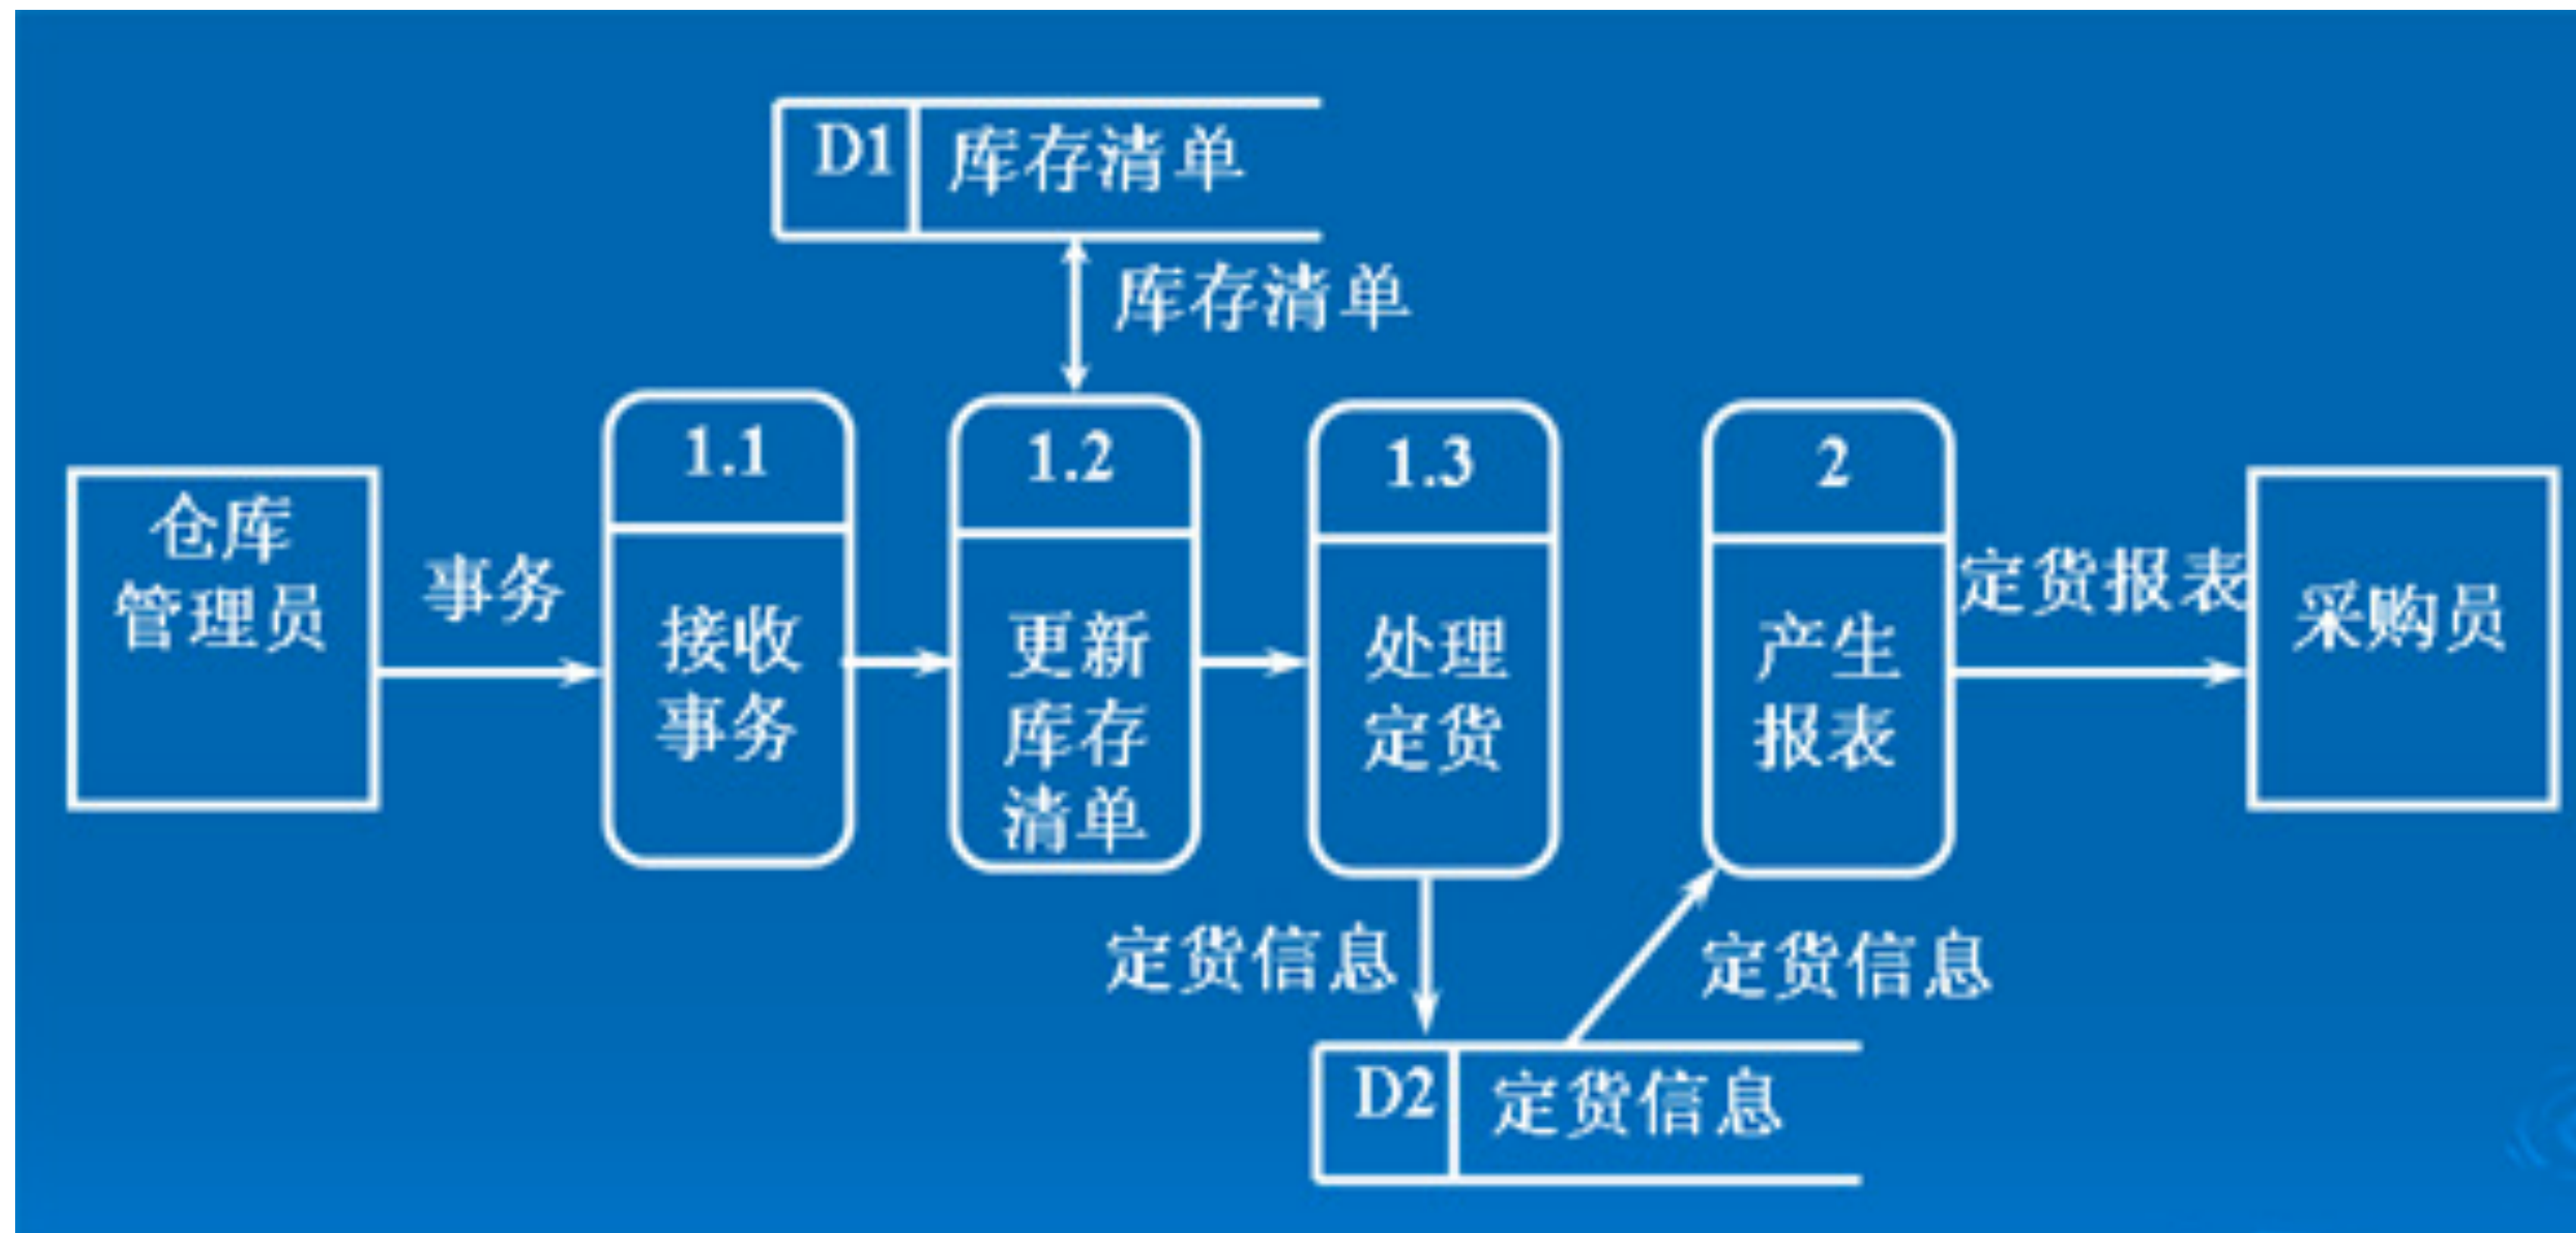 D1
库存清单
库存清单
仓库
管理员
事务
1.1
接收
事务
1.2
更新
库存
清单
1.3
处理
定货
2
产生
报表
定货报表
采购员
定货信息
定货信息
D2
定货信息